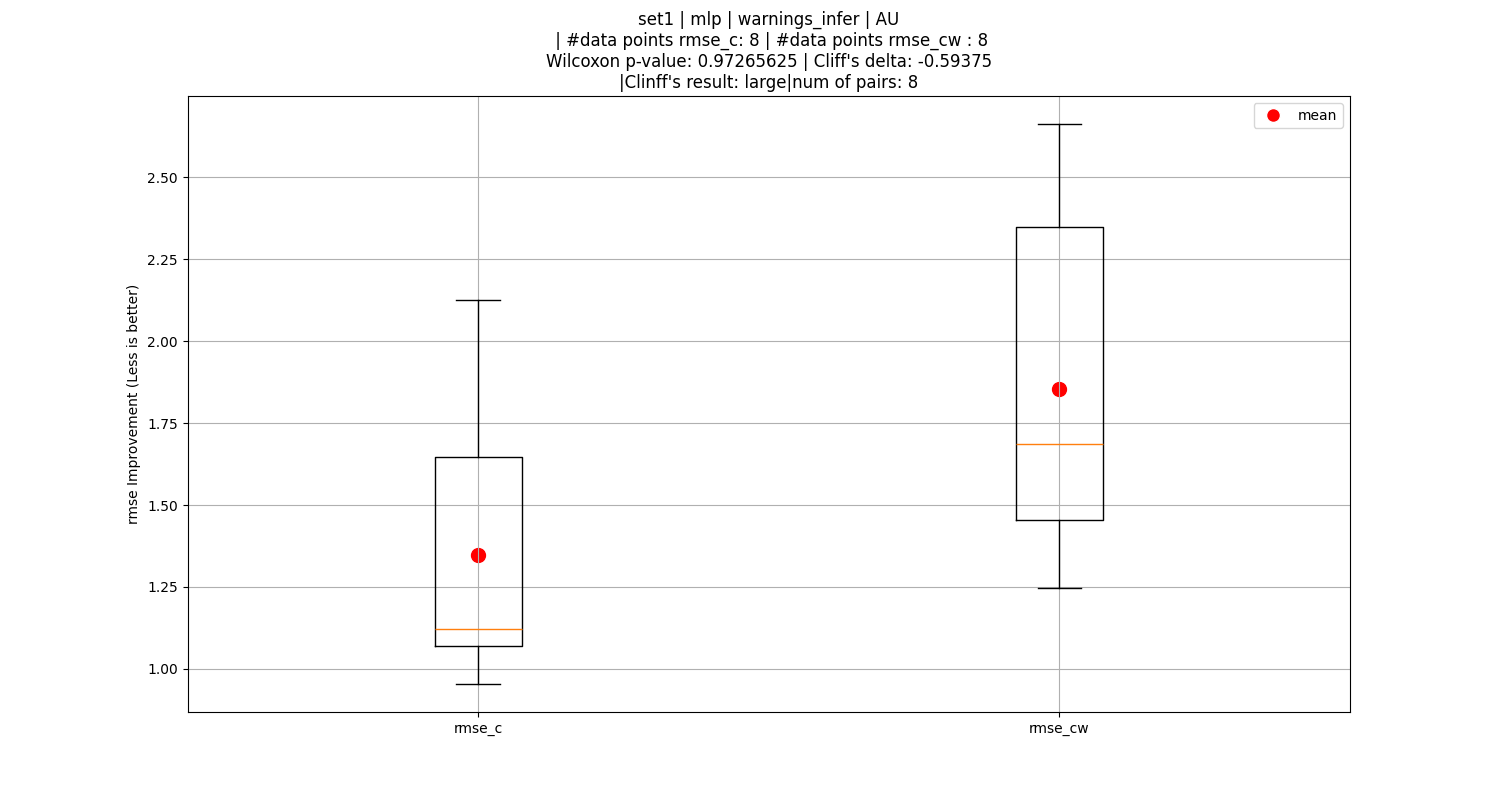 set1 | mlp | warnings_infer | AU
| #data points rmse_c: 8 | #data points rmse_cw : 8
Wilcoxon p-value: 0.97265625 | Cliff's delta: -0.59375
|Clinff's result: large|num of pairs: 8
mean
rmse Improvement (Less is better)
2.50
2.25
2.00
1.75
1.50
1.25
1.00
rmse_c
rmse_cw